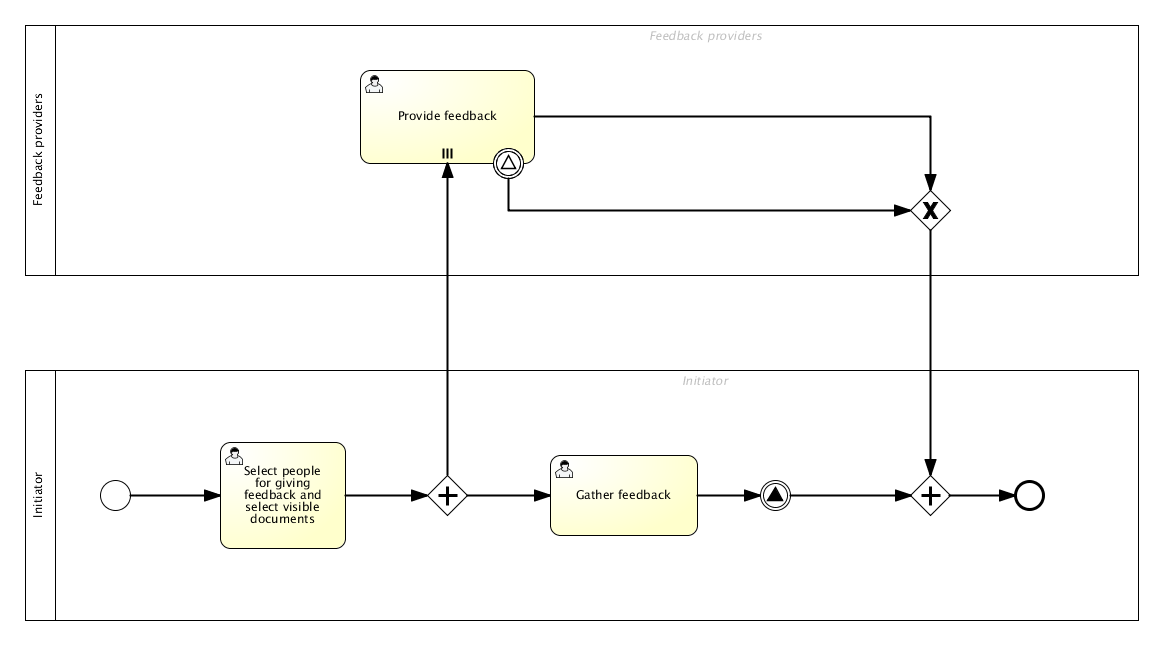 Feedback providers
Feedback providers
Provide feedback
Initiator
Initiator
Select people
for giving
feedback and
select visible
documents
Gather feedback